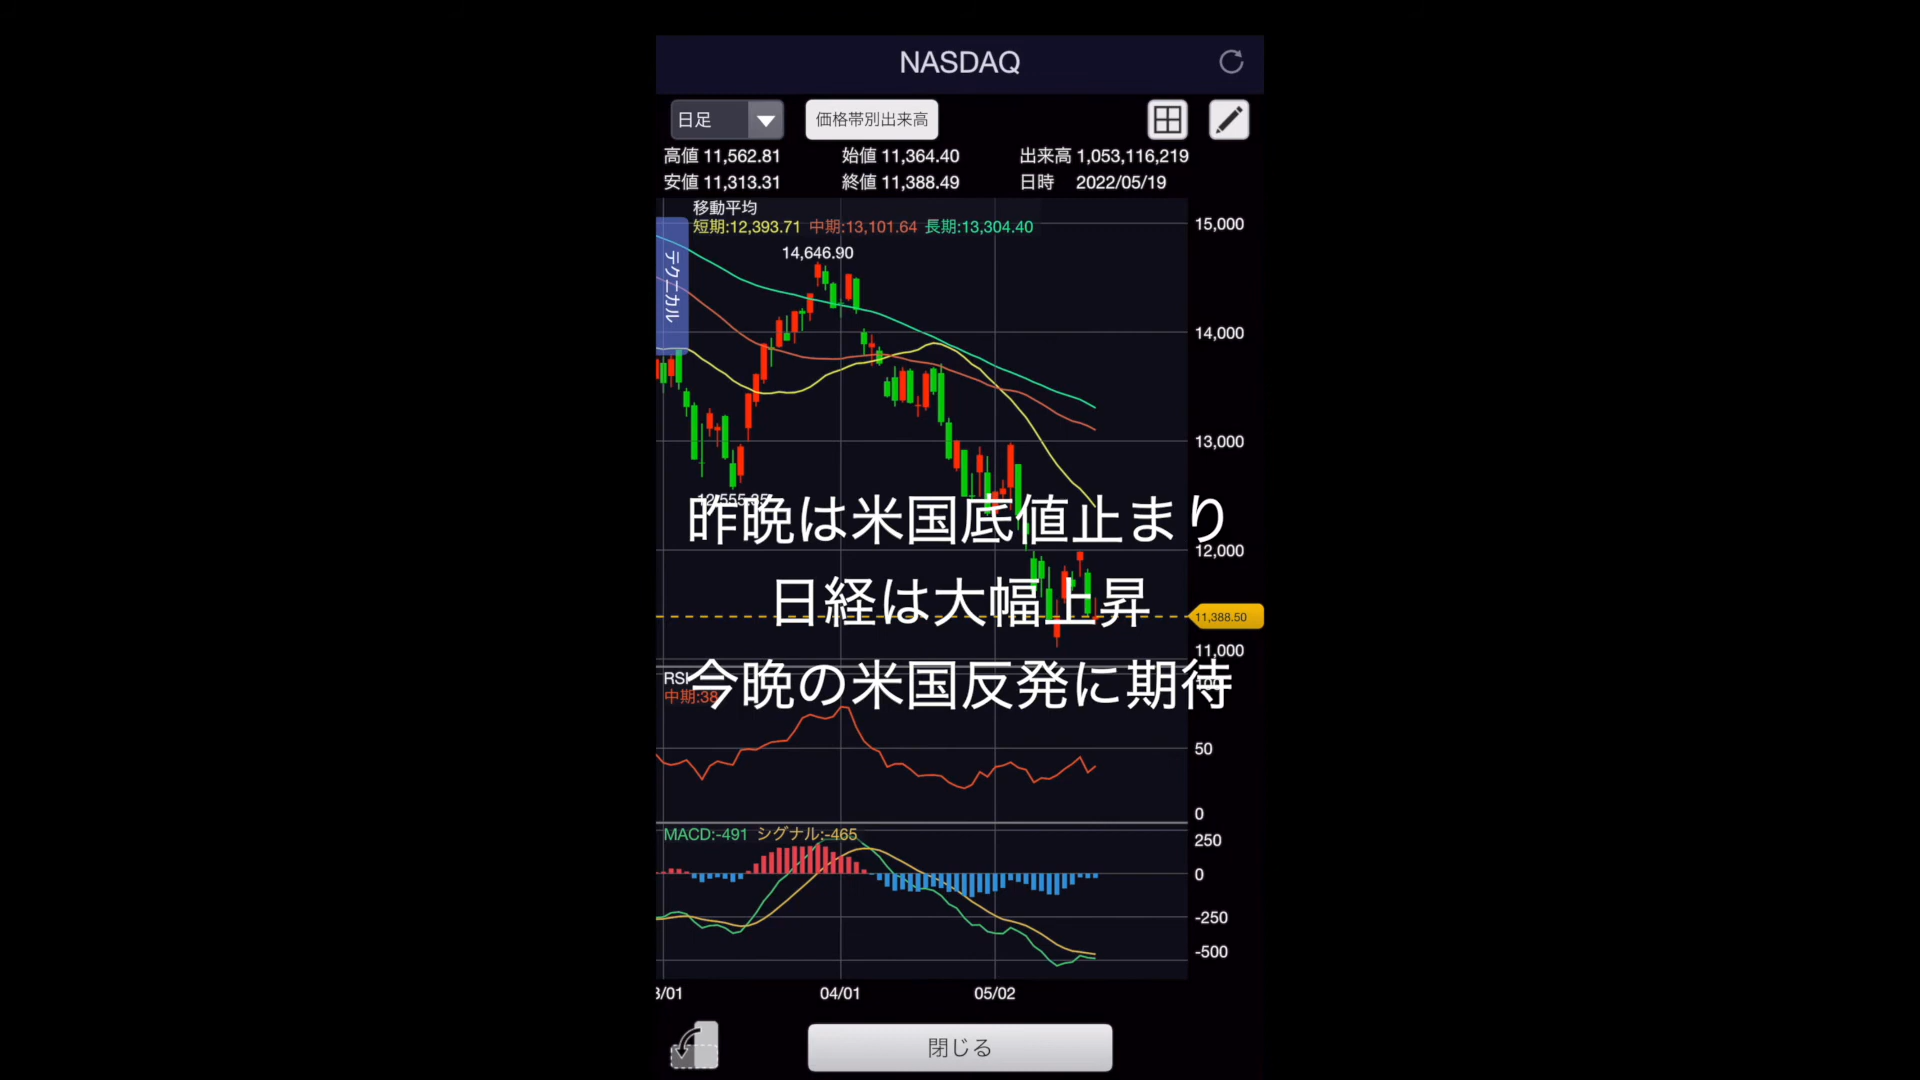 NASDAQ
日足 価格帯別出来高
高値 11,562.81 始値 11,364.40 出来高 1,053,116,219
安値 11,313.31 終値 11,388.49 日時 2022/05/19
移動平均
短期:12,393.71 中期:13,101.64 長期:13,304.40
15,000
14,646.90
テクニカル
14,000
13,000
昨晩は米国底値止まり
12,000
日経は大幅上昇
11,388.50
11,000
RSI
今晩の米国反発に期待
100
中期:38
50
0
MACD:-491 シグナル:-465
250
0
-250
-500
04/01 05/02
閉じる